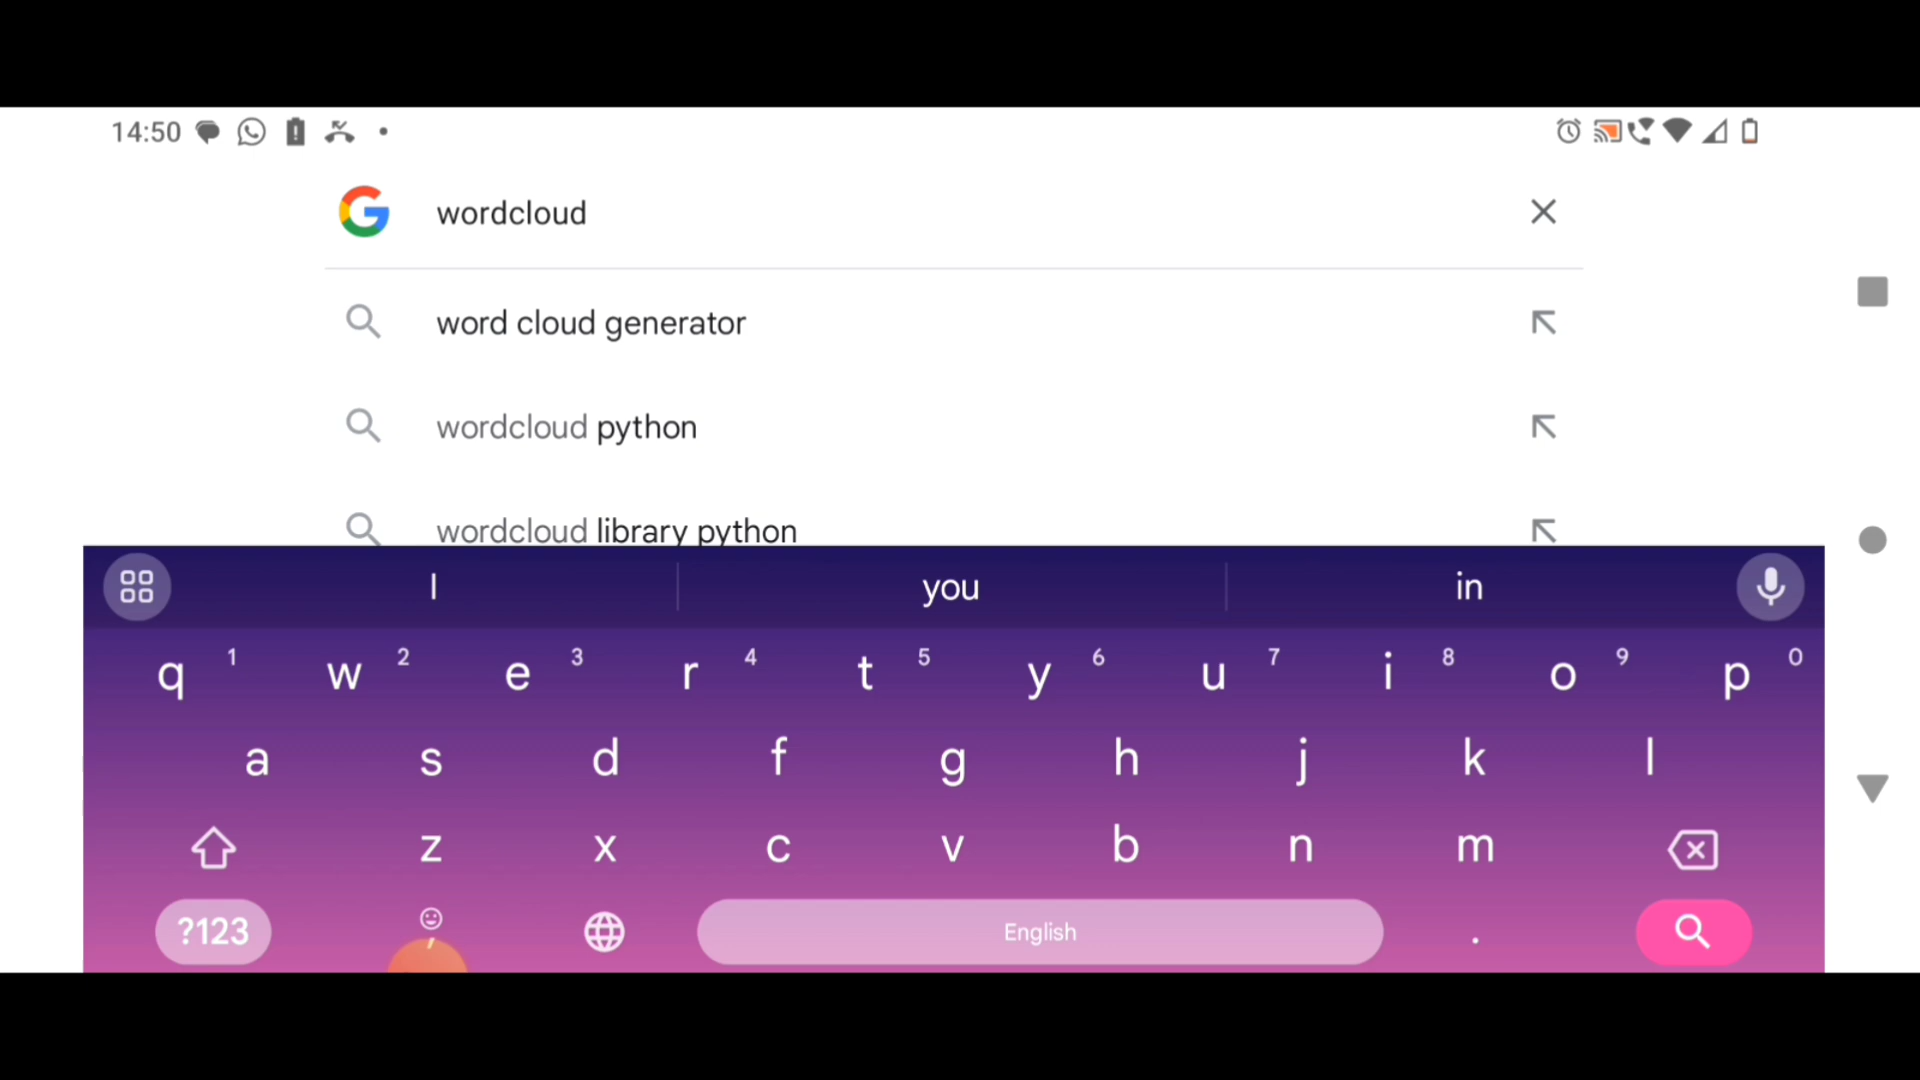 14:50
wordcloud
word cloud generator
wordcloud python
wordcloud library python
I you in
q 1 w 2 e 3 r 4 t 5 y 6 u 7 i 8 o 9 p 0
a s d f g h j k l
z x c v b n m
?123 , English .